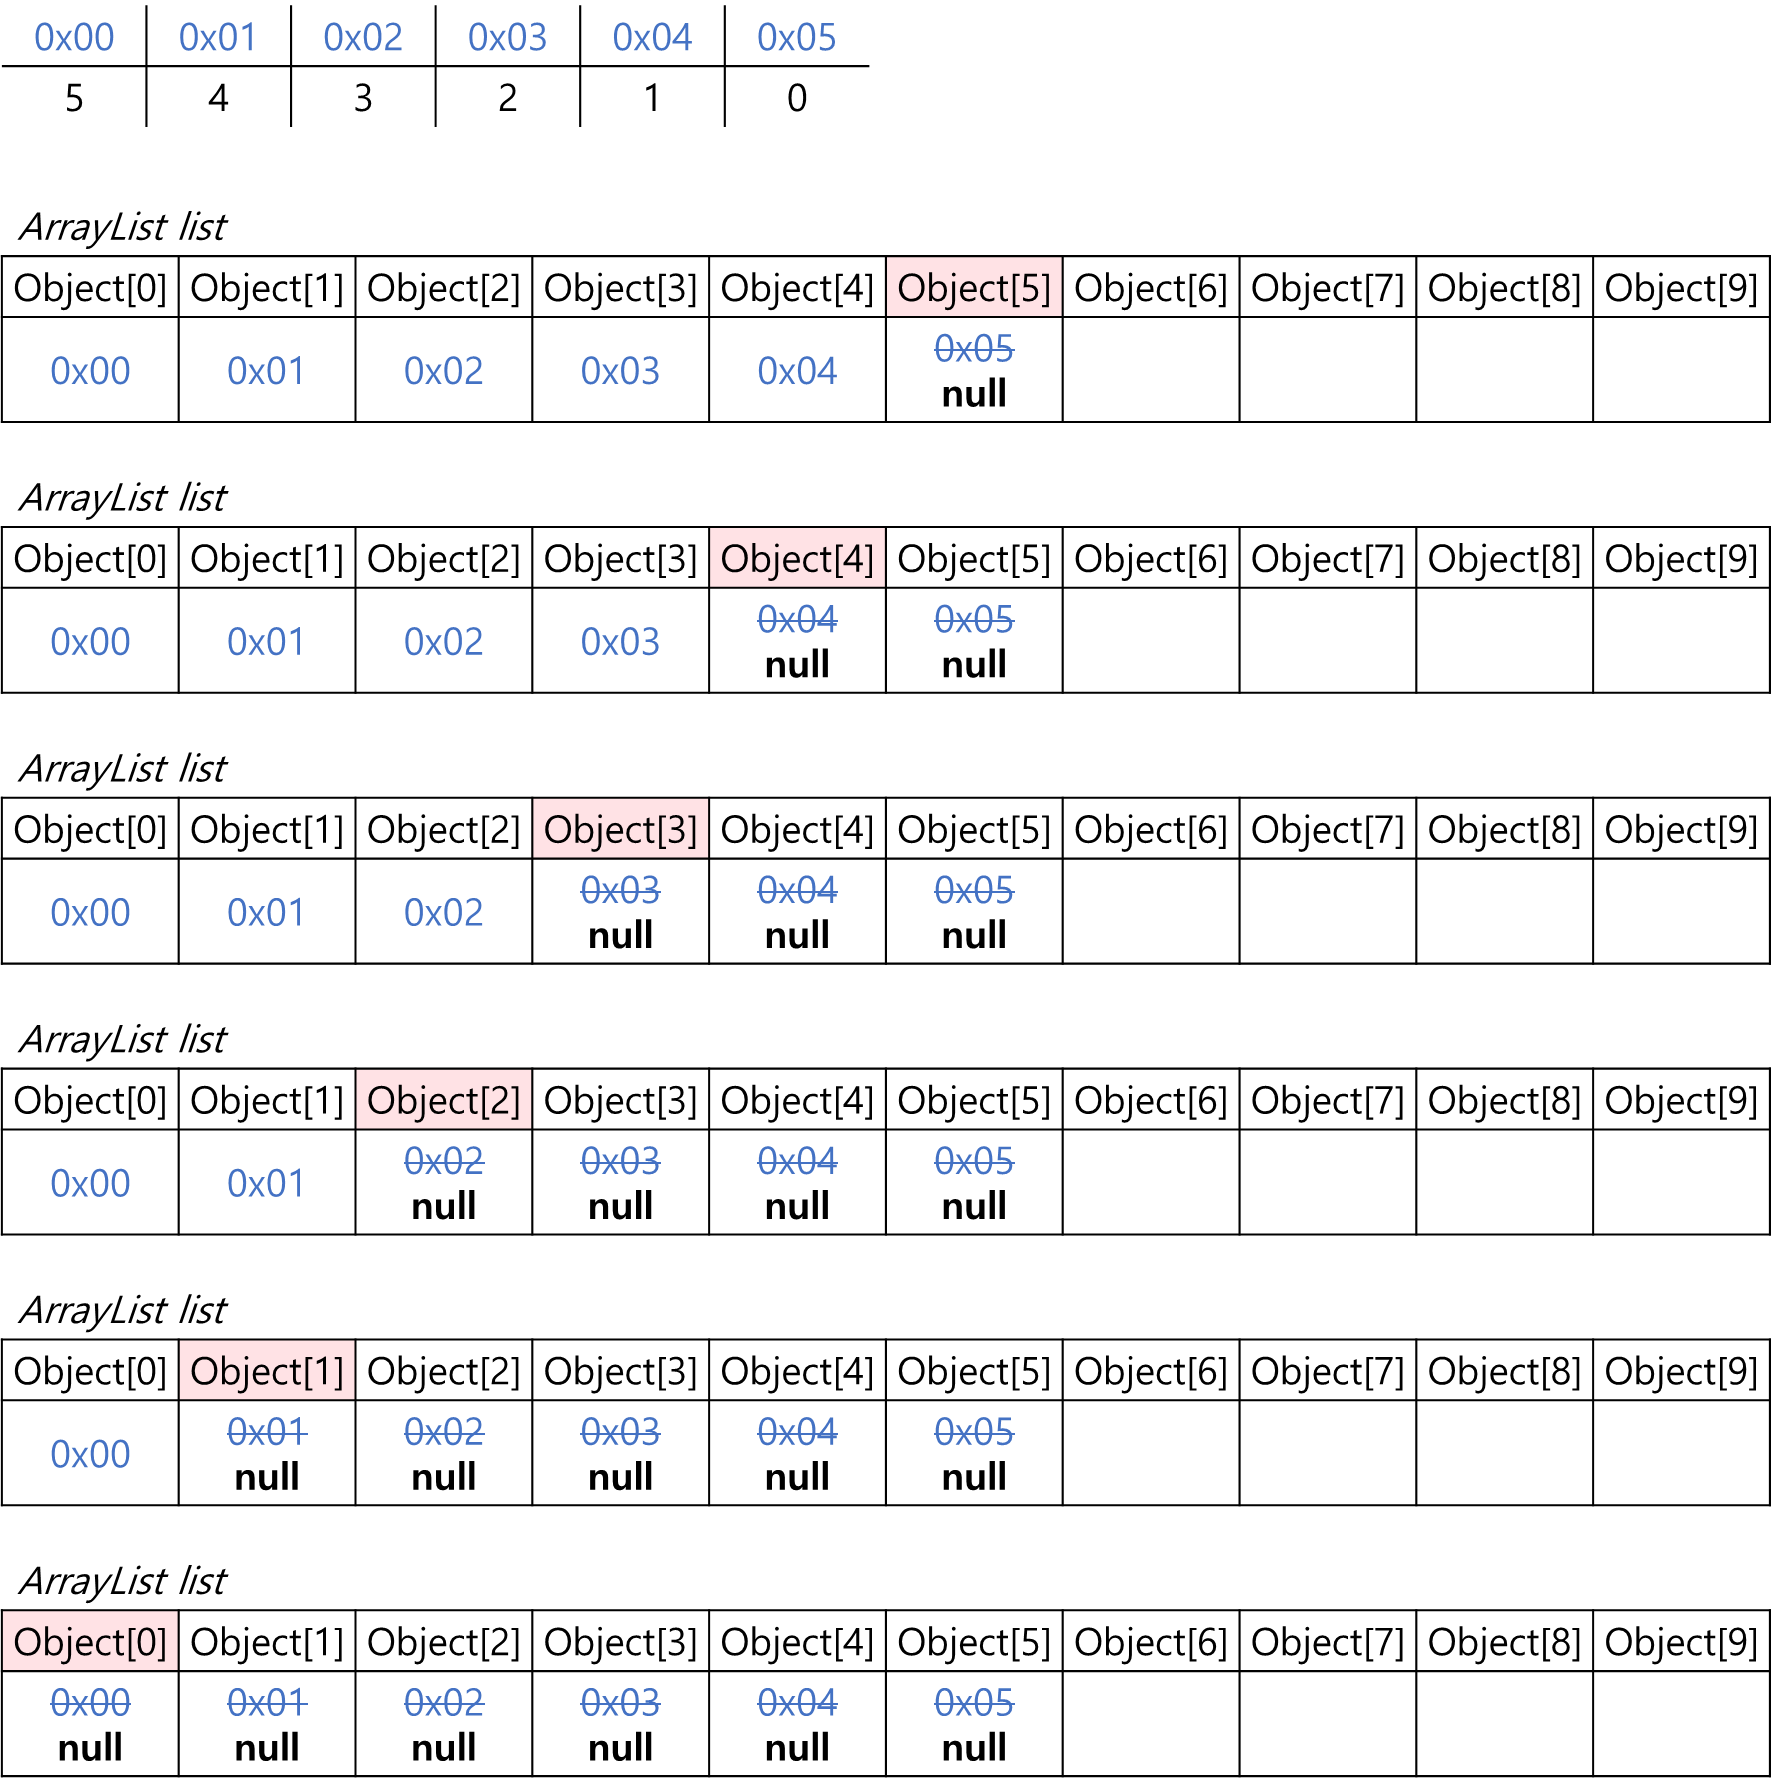 0x00 0x01 0x02 0x03 0x04 0x05
5 4 3 2 1 0
ArrayList list
Object[0] Object[1] Object[2] Object[3] Object[4] Object[5] Object[6] Object[7] Object[8] Object[9]
0x00 0x01 0x02 0x03 0x04 0x05
null
ArrayList list
Object[0] Object[1] Object[2] Object[3] Object[4] Object[5] Object[6] Object[7] Object[8] Object[9]
0x00 0x01 0x02 0x03 0x04 0x05
null null
ArrayList list
Object[0] Object[1] Object[2] Object[3] Object[4] Object[5] Object[6] Object[7] Object[8] Object[9]
0x00 0x01 0x02 0x03 0x04 0x05
null null null
ArrayList list
Object[0] Object[1] Object[2] Object[3] Object[4] Object[5] Object[6] Object[7] Object[8] Object[9]
0x00 0x01 0x02 0x03 0x04 0x05
null null null null
ArrayList list
Object[0] Object[1] Object[2] Object[3] Object[4] Object[5] Object[6] Object[7] Object[8] Object[9]
0x00 0x01 0x02 0x03 0x04 0x05
null null null null null
ArrayList list
Object[0] Object[1] Object[2] Object[3] Object[4] Object[5] Object[6] Object[7] Object[8] Object[9]
0x00 0x01 0x02 0x03 0x04 0x05
null null null null null null